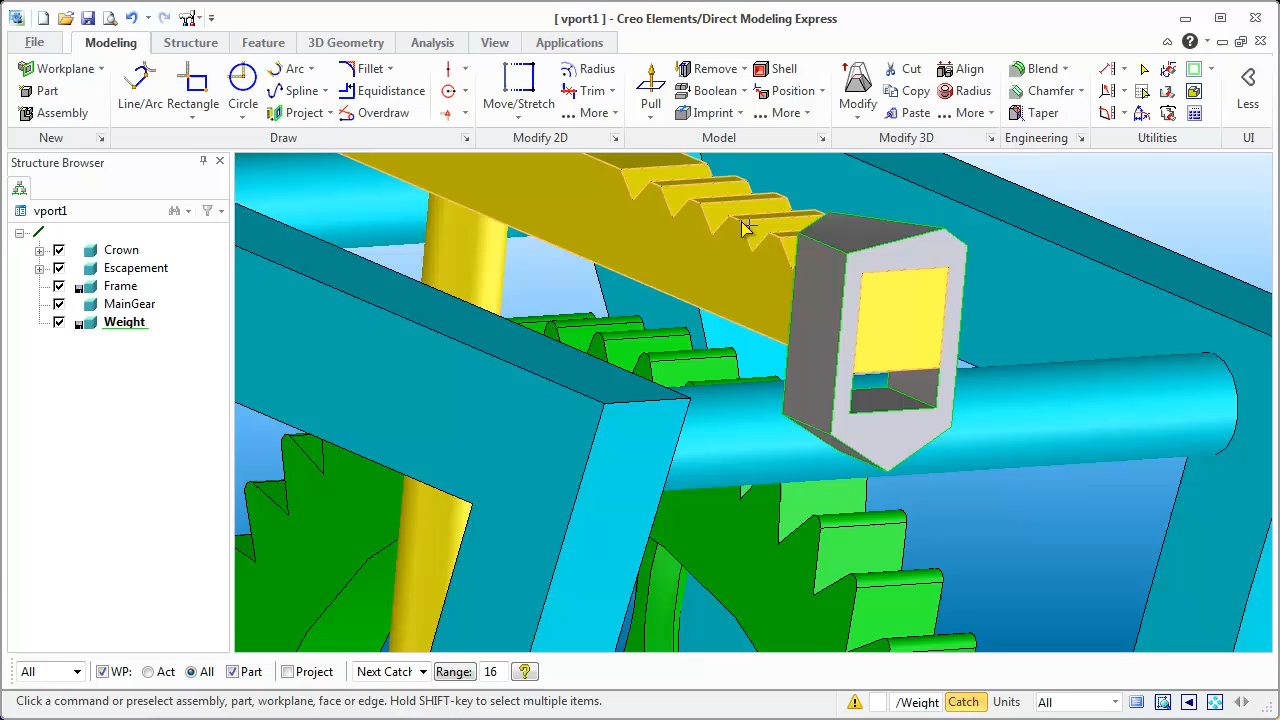 [ vport1 ] - Creo Elements/Direct Modeling Express
File Modeling Structure Feature 3D Geometry Analysis View Applications
Workplane Line/Arc Rectangle Circle Arc Fillet Move/Stretch Radius Pull Remove Shell Modify Cut Align Blend Less
Part Spline Equidistance Trim Boolean Position Copy Radius Chamfer
Assembly Project Overdraw More Imprint More Paste More Taper
New Draw Modify 2D Model Modify 3D Engineering Utilities UI
Structure Browser
vport1
Crown
Escapement
Frame
MainGear
Weight
All WP: Act All Part Project Next Catch Range: 16
Click a command or preselect assembly, part, workplane, face or edge. Hold SHIFT-key to select multiple items. /Weight Catch Units All